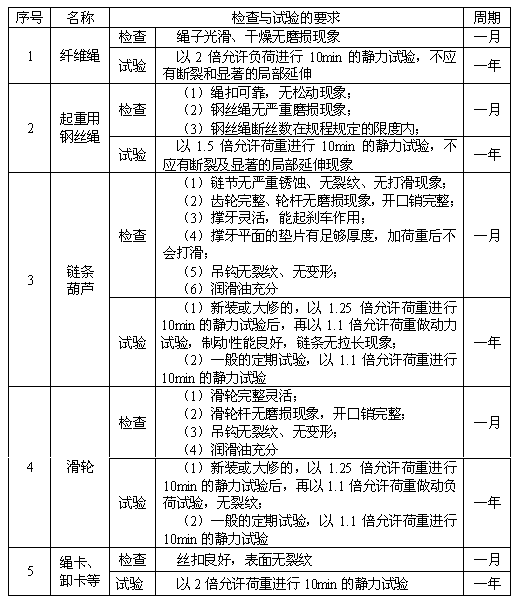 序号 名称 检查与试验的要求 周期
1 纤维绳 检查 绳子光滑、干燥无磨损现象 一月
试验 以 2 倍允许负荷进行 10min 的静力试验，不应
有断裂和显著的局部延伸 一年
2 起重用
钢丝绳 检查 （1）绳扣可靠，无松动现象；
（2）钢丝绳无严重磨损现象；
（3）钢丝绳断丝数在规程规定的限度内； 一月
试验 以 1.5 倍允许荷重进行 10min 的静力试验，不
应有断裂及显著的局部延伸现象 一年
3 链条
葫芦 检查 （1）链节无严重锈蚀、无裂纹、无打滑现象；
（2）齿轮完整、轮杆无磨损现象，开口销完整；
（3）撑牙灵活，能起刹车作用；
（4）撑牙平面的垫片有足够厚度，加荷重后不
会打滑；
（5）吊钩无裂纹、无变形；
（6）润滑油充分 一月
试验 （1）新装或大修的，以 1.25 倍允许荷重进行
10min 的静力试验后，再以 1.1 倍允许荷重做动力
试验，制动性能良好，链条无拉长现象；
（2）一般的定期试验，以 1.1 倍允许荷重进行
10min 的静力试验 一年
4 滑轮 检查 （1）滑轮完整灵活；
（2）滑轮杆无磨损现象，开口销完整；
（3）吊钩无裂纹、无变形；
（4）润滑油充分 一月
试验 （1）新装或大修的，以 1.25 倍允许荷重进行
10min 的静力试验后，再以 1.1 倍允许荷重做动负
荷试验，无裂纹；
（2）一般的定期试验，以 1.1 倍允许荷重进行
10min 的静力试验 一年
5 绳卡、
卸卡等 检查 丝扣良好，表面无裂纹 一月
试验 以 2 倍允许荷重进行 10min 的静力试验 一年